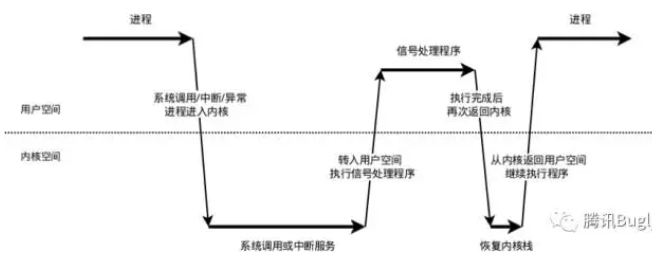 进程
进程
信号处理程序
系统调用/中断/异常
进程进入内核
执行完成后
再次返回内核
用户空间
内核空间
转入用户空间
执行信号处理程序
从内核返回用户空间
继续执行程序
系统调用或中断服务
恢复内核栈
腾讯Bugl